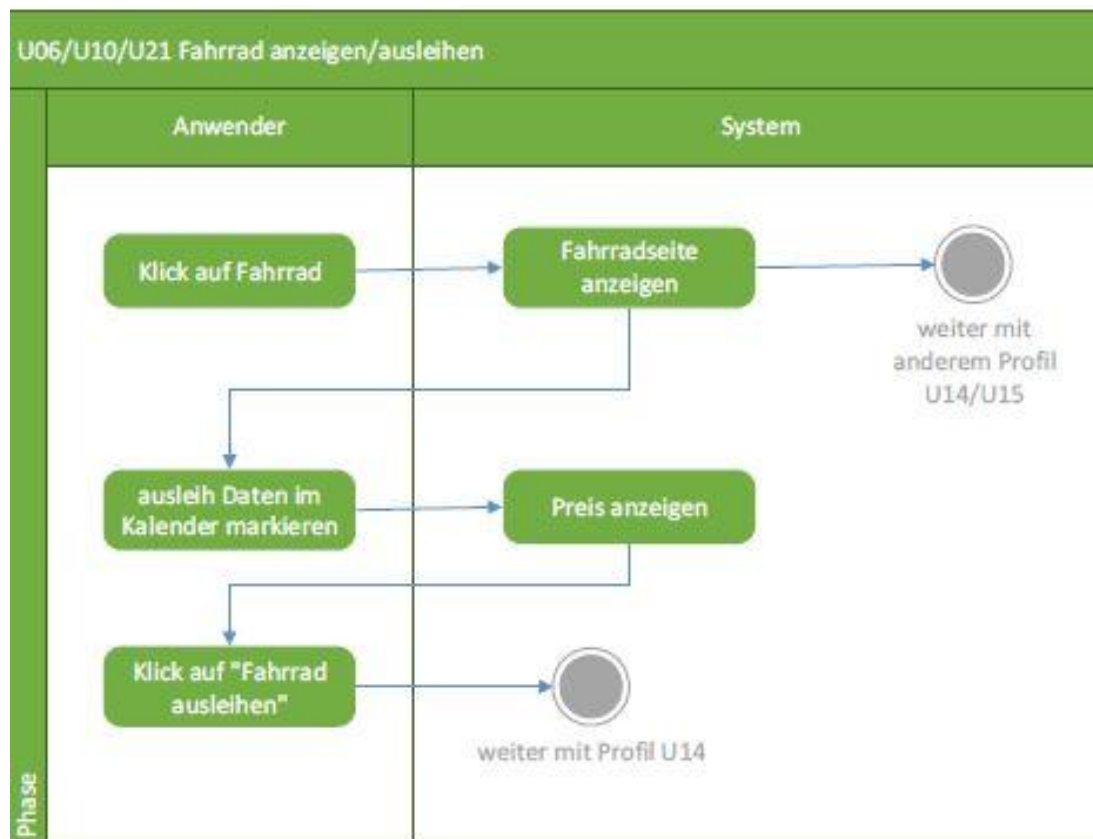 U06/U10/U21 Fahrrad anzeigen/ausleihen
Anwender
System
Klick auf Fahrrad
Fahrradseite
anzeigen
weiter mit
anderem Profil
U14/U15
ausleih Daten im
Kalender markieren
Preis anzeigen
Klick auf "Fahrrad
ausleihen"
weiter mit Profil U14
Phase